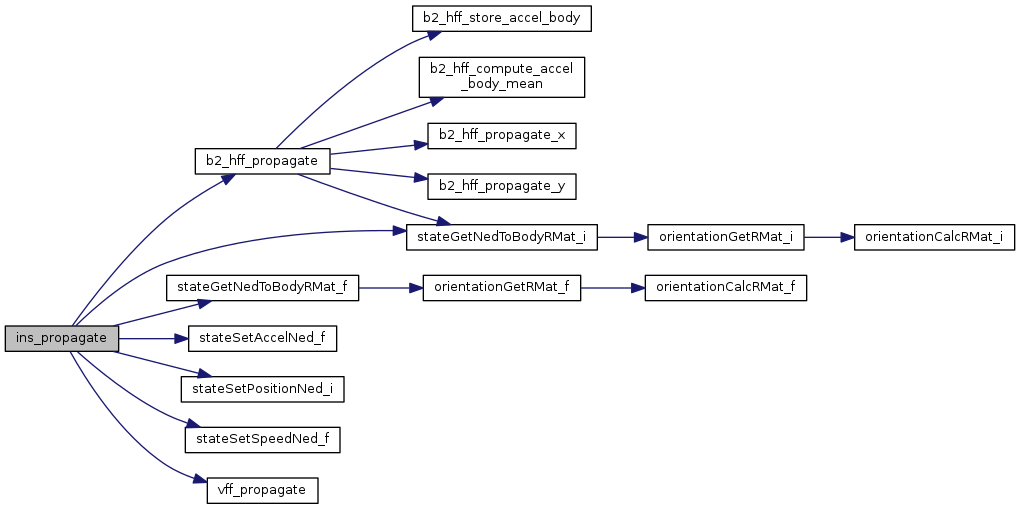 b2_hff_store_accel_body
b2_hff_compute_accel
_body_mean
b2_hff_propagate_x
b2_hff_propagate
b2_hff_propagate_y
stateGetNedToBodyRMat_i
orientationGetRMat_i
orientationCalcRMat_i
stateGetNedToBodyRMat_f
orientationGetRMat_f
orientationCalcRMat_f
ins_propagate
stateSetAccelNed_f
stateSetPositionNed_i
stateSetSpeedNed_f
vff_propagate